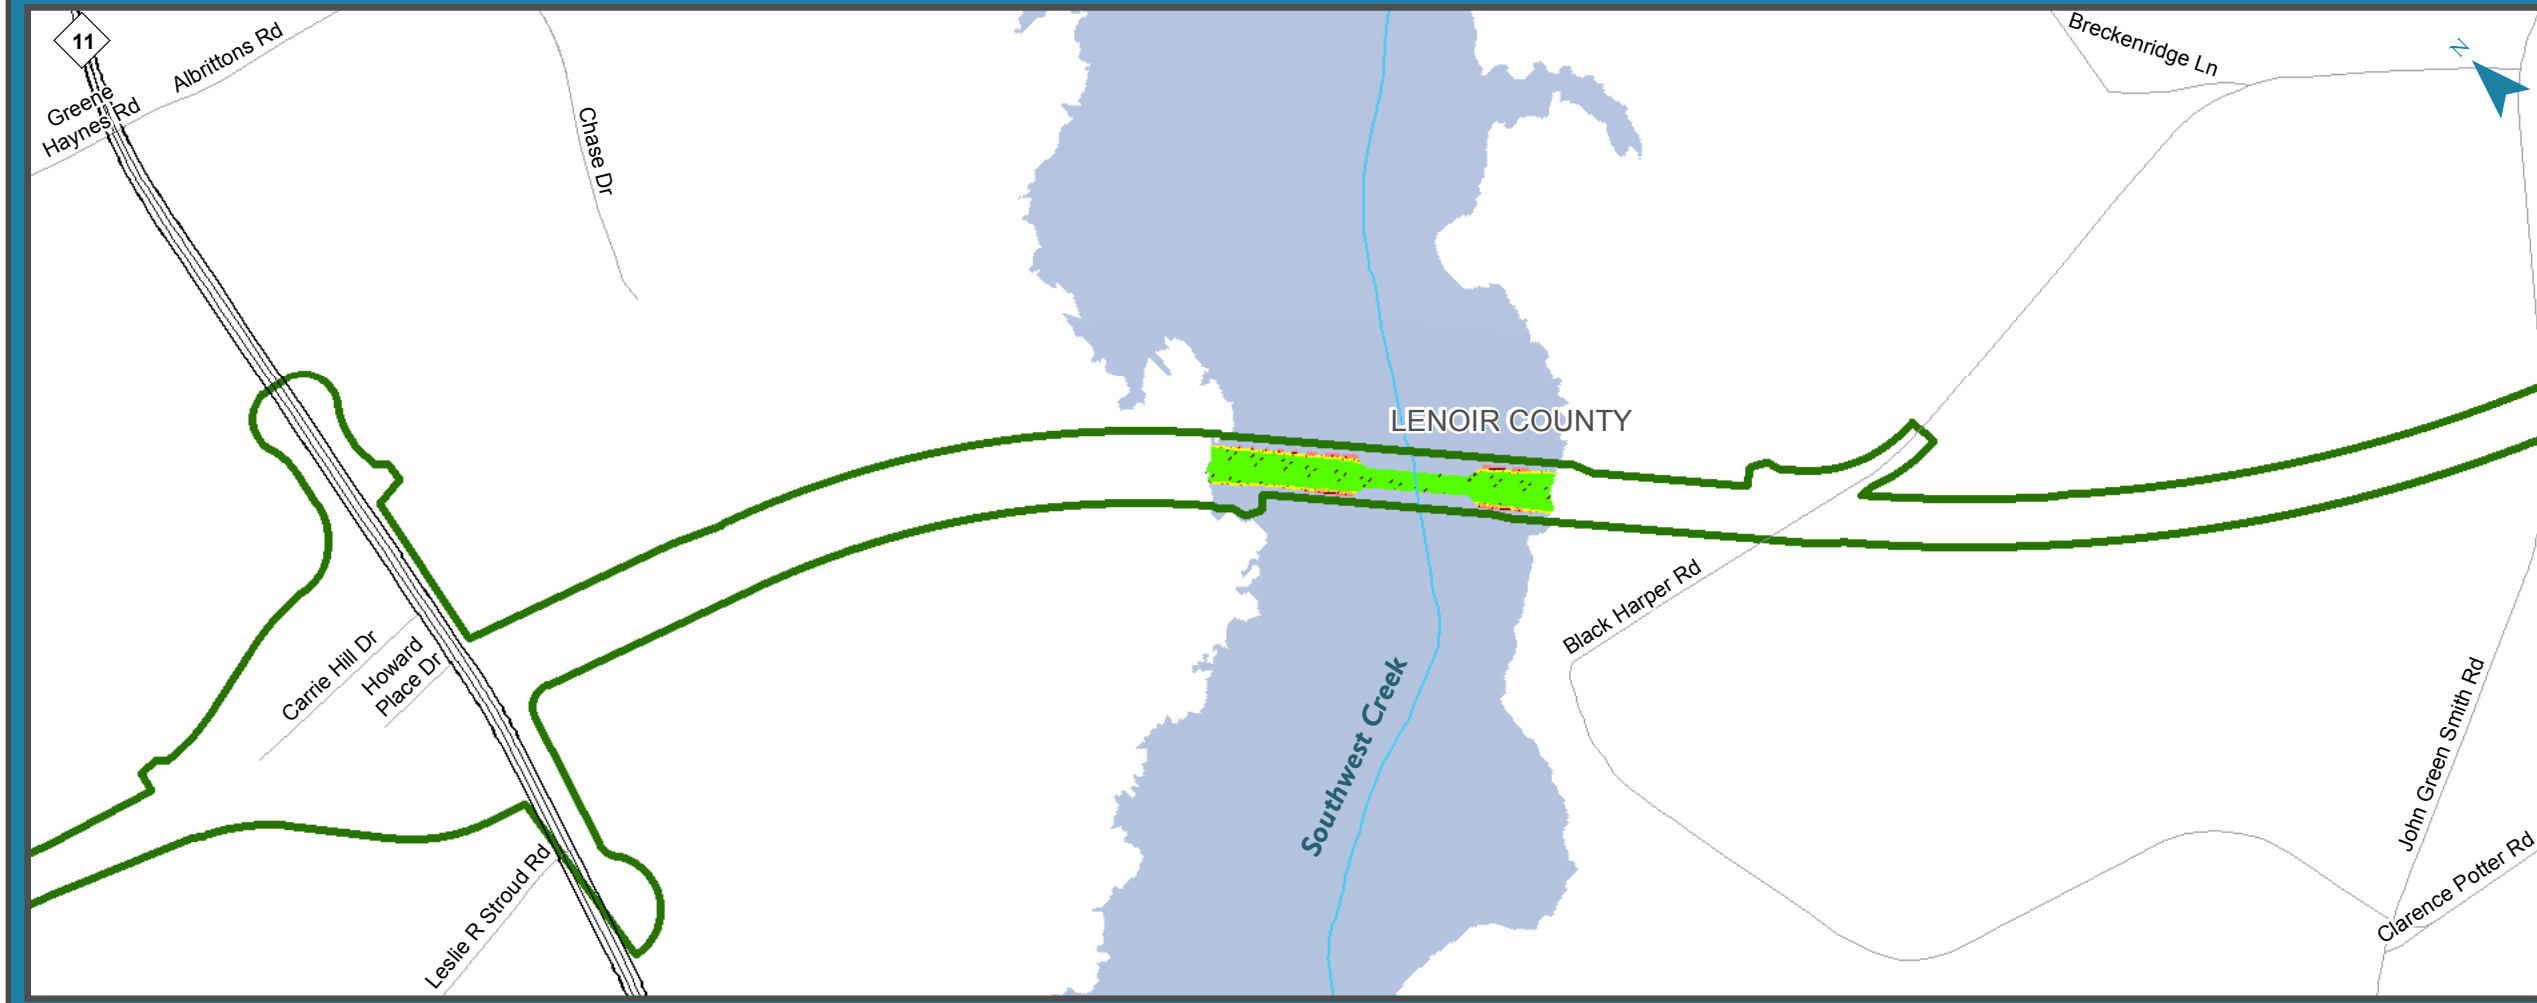 11
Albrittons Rd
Greene
Haynes Rd
Chase Dr
Breckenridge Ln
N
LENOIR COUNTY
Black Harper Rd
Carrie Hill Dr
Howard
Place Dr
Southwest Creek
John Green Smith Rd
Leslie R Stroud Rd
Clarence Potter Rd